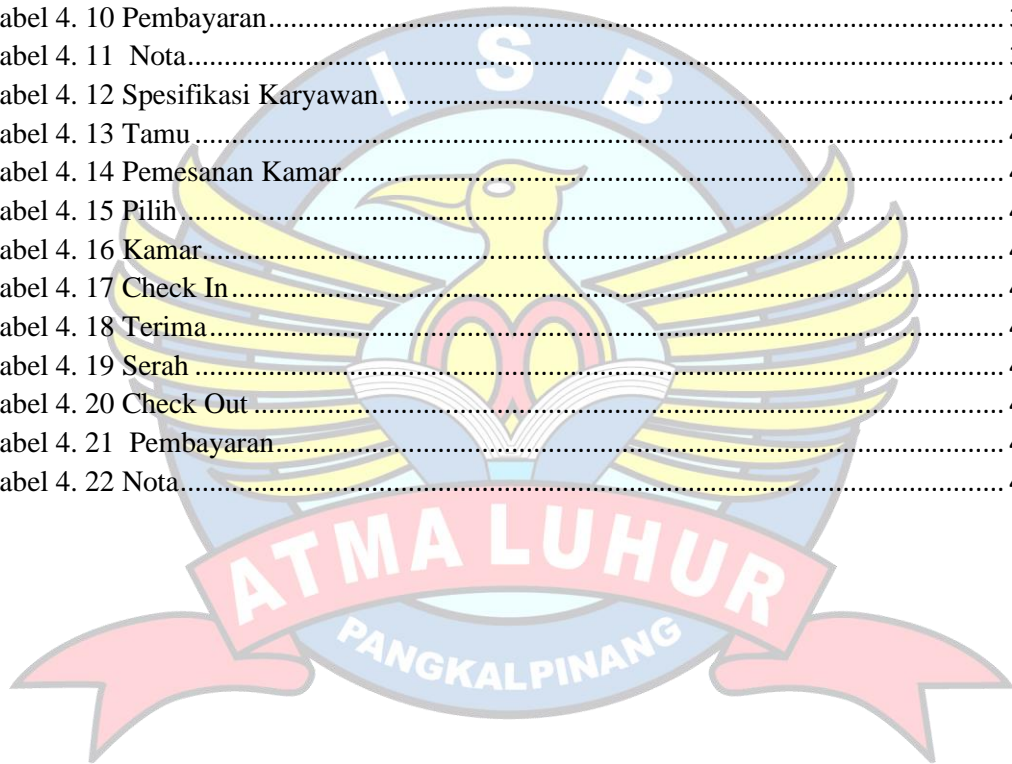 abel 4. 10 Pembayaran
abel 4. 11  Nota
abel 4. 12 Spesifikasi Karyawan
abel 4. 13 Tamu
abel 4. 14 Pemesanan Kamar
abel 4. 15 Pilih
abel 4. 16 Kamar
abel 4. 17 Check In
abel 4. 18 Terima
abel 4. 19 Serah
abel 4. 20 Check Out
abel 4. 21  Pembayaran
abel 4. 22 Nota
I S B
ATMA LUHUR
PANGKALPINANG